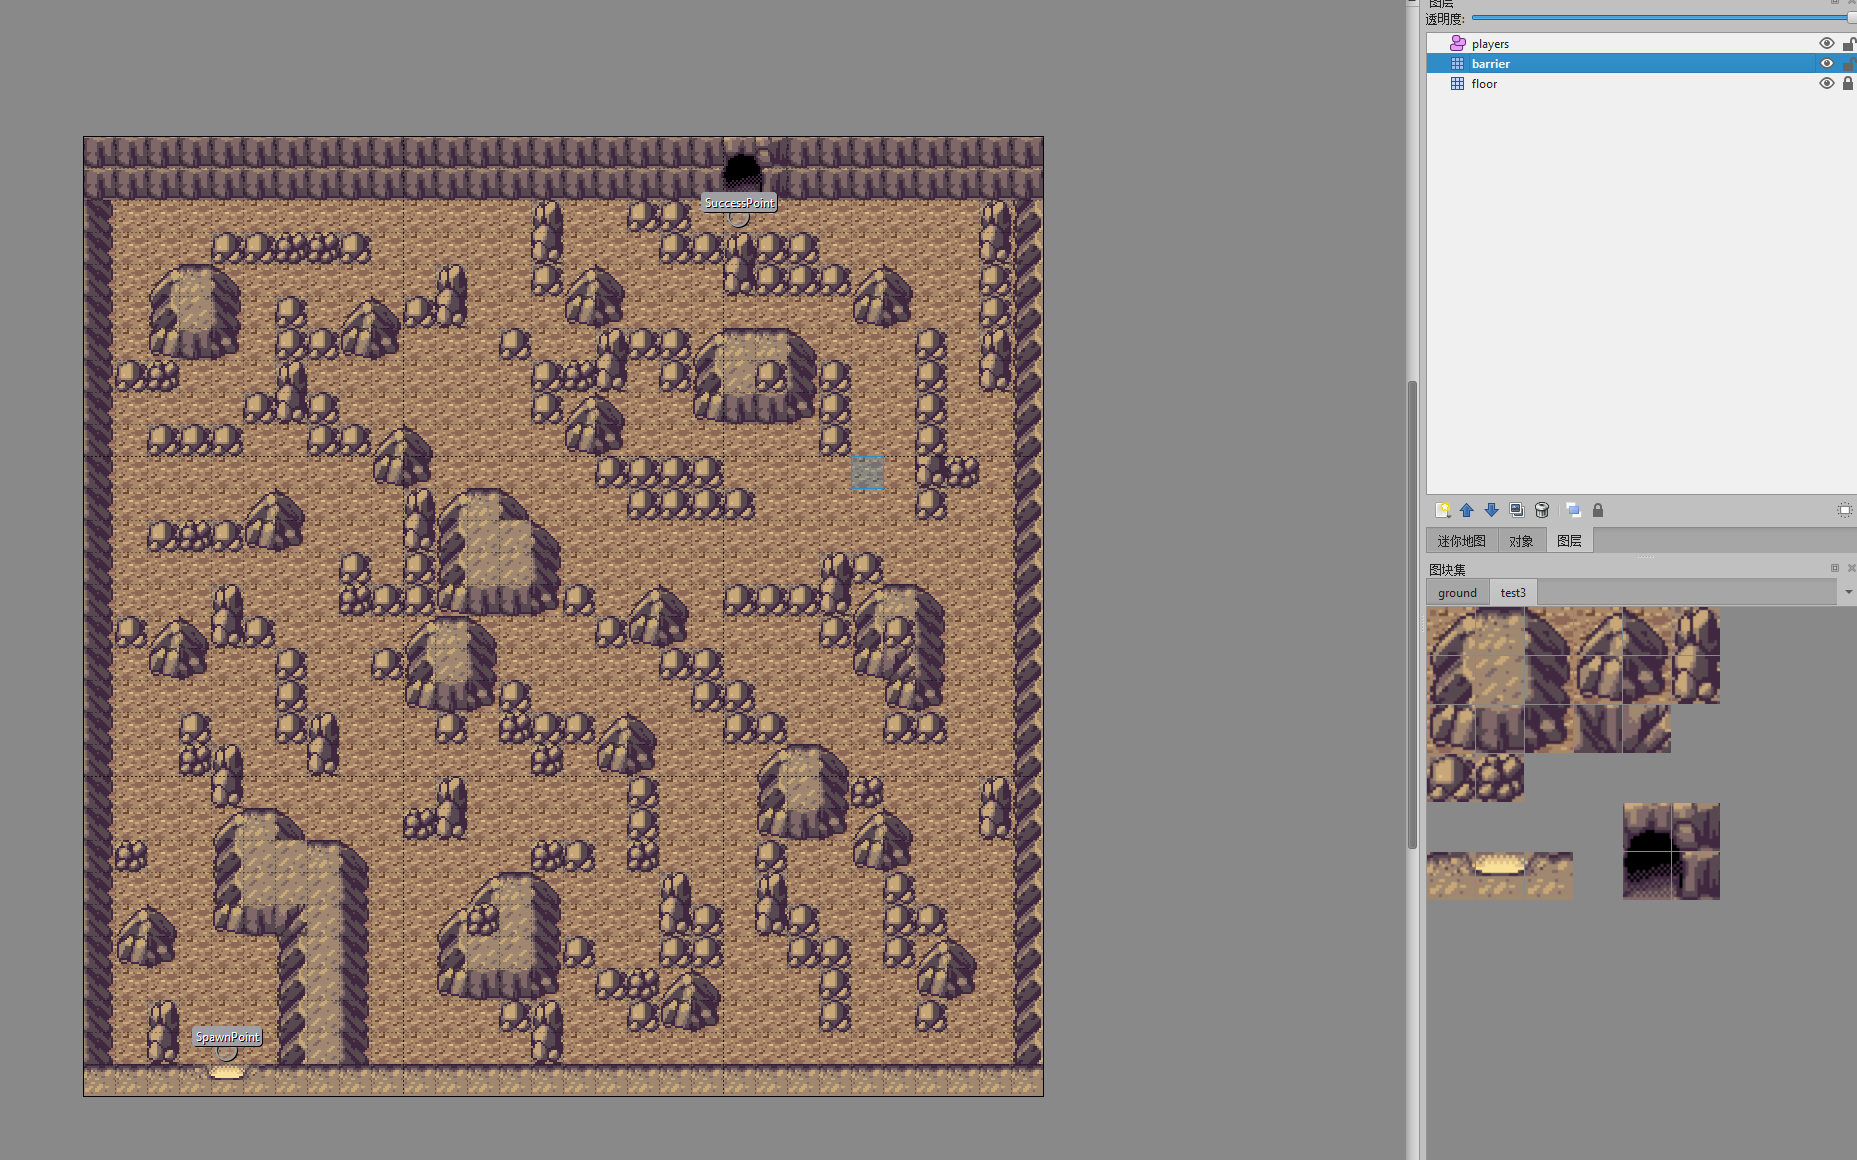 图层
透明度:
players
barrier
floor
SuccessPoint
迷你地图 对象 图层
图块集
ground test3
SpawnPoint